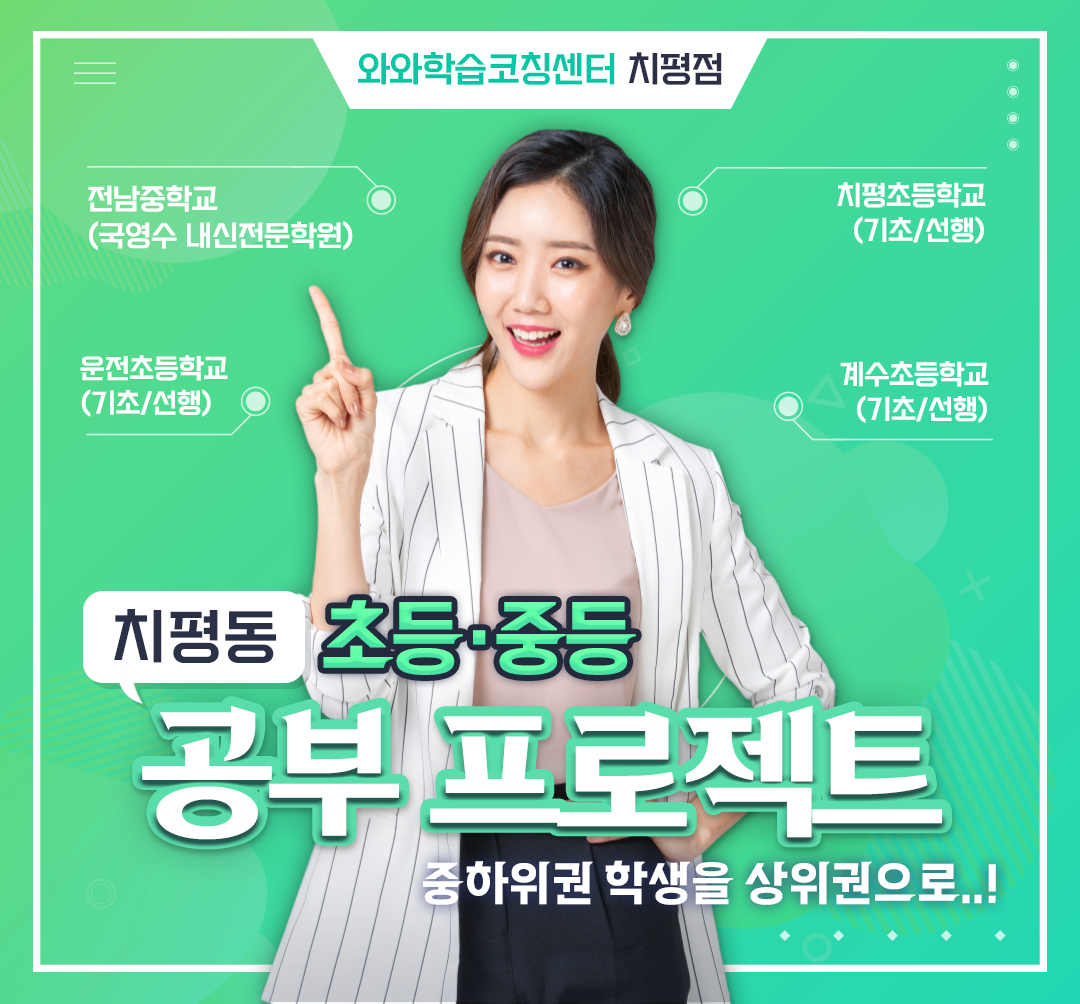 와와학습코칭센터 치평점
전남중학교
(국영수 내신전문학원)
치평초등학교
(기초/선행)
운전초등학교
(기초/선행)
계수초등학교
(기초/선행)
치평동 초등·중등
공부 프로젝트
중하위권 학생을 상위권으로..!